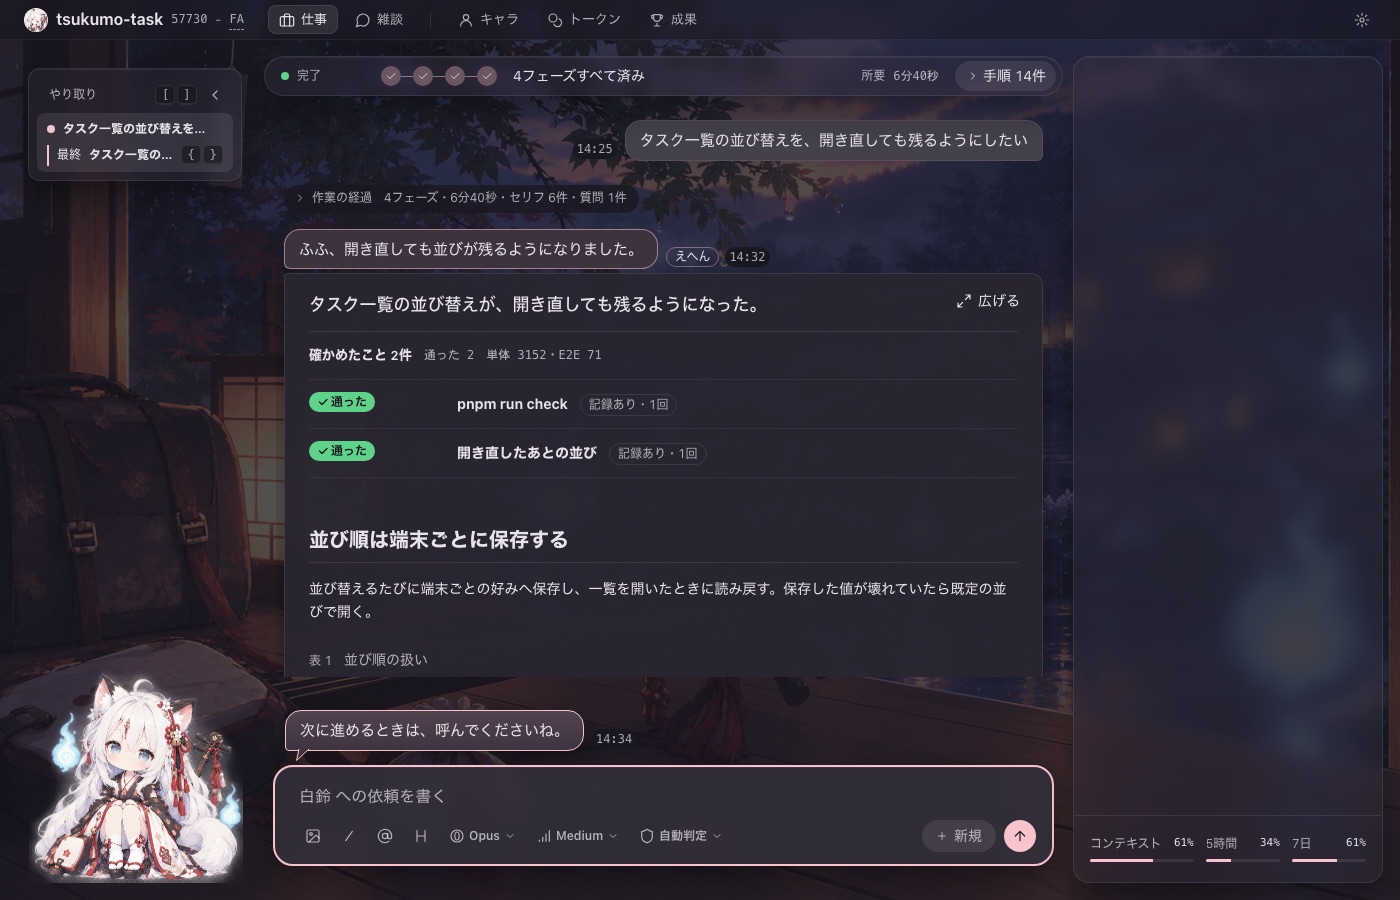 tsukumo-task 57730 - FA 仕事 雑談 キャラ トークン 成果
やり取り [ ]
タスク一覧の並び替えを…
最終 タスク一覧の… { }
完了 4フェーズすべて済み 所要 6分40秒 手順 14件
14:25 タスク一覧の並び替えを、開き直しても残るようにしたい
作業の経過 4フェーズ・6分40秒・セリフ 6件・質問 1件
ふふ、開き直しても並びが残るようになりました。 えへん 14:32
タスク一覧の並び替えが、開き直しても残るようになった。 広げる
確かめたこと 2件 通った 2 単体 3152・E2E 71
通った pnpm run check 記録あり・1回
通った 開き直したあとの並び 記録あり・1回
並び順は端末ごとに保存する
並び替えるたびに端末ごとの好みへ保存し、一覧を開いたときに読み戻す。保存した値が壊れていたら既定の並
びで開く。
表 1 並び順の扱い
次に進めるときは、呼んでくださいね。 14:34
白鈴 への依頼を書く
Opus Medium 自動判定 + 新規
コンテキスト 61% 5時間 34% 7日 61%